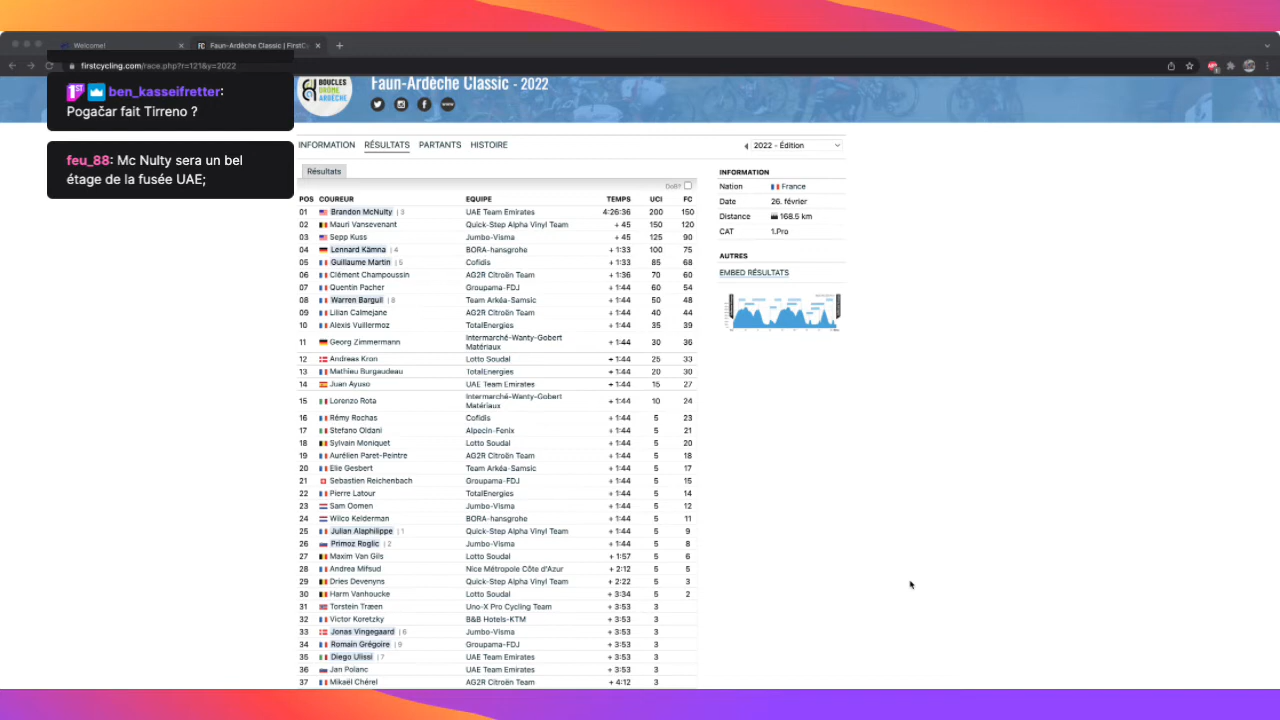 Welcome!
Faun-Ardèche Classic | FirstC
firstcycling.com/race.php?r=121&y=2022
ben_kasseifretter:
Pogačar fait Tirreno ?
feu_88: Mc Nulty sera un bel
étage de la fusée UAE;
BOUCLES
DRÔME
ARDÈCHE
Faun-Ardèche Classic - 2022
INFORMATION RÉSULTATS PARTANTS HISTOIRE
2022 - Édition
Résultats
POS COUREUR EQUIPE TEMPS UCI FC
01 Brandon McNulty | 3 UAE Team Emirates 4:26:36 200 150
02 Mauri Vansevenant Quick-Step Alpha Vinyl Team + 45 150 120
03 Sepp Kuss Jumbo-Visma + 45 125 90
04 Lennard Kämna | 4 BORA-hansgrohe + 1:33 100 75
05 Guillaume Martin | 5 Cofidis + 1:33 85 68
06 Clément Champoussin AG2R Citroën Team + 1:36 70 60
07 Quentin Pacher Groupama-FDJ + 1:44 60 54
08 Warren Barguil | 8 Team Arkéa-Samsic + 1:44 50 48
09 Lilian Calmejane AG2R Citroën Team + 1:44 40 44
10 Alexis Vuillermoz TotalEnergies + 1:44 35 39
11 Georg Zimmermann Intermarché-Wanty-Gobert Matériaux + 1:44 30 36
12 Andreas Kron Lotto Soudal + 1:44 25 33
13 Mathieu Burgaudeau TotalEnergies + 1:44 20 30
14 Juan Ayuso UAE Team Emirates + 1:44 15 27
15 Lorenzo Rota Intermarché-Wanty-Gobert Matériaux + 1:44 10 24
16 Rémy Rochas Cofidis + 1:44 5 23
17 Stefano Oldani Alpecin-Fenix + 1:44 5 21
18 Sylvain Moniquet Lotto Soudal + 1:44 5 20
19 Aurélien Paret-Peintre AG2R Citroën Team + 1:44 5 18
20 Elie Gesbert Team Arkéa-Samsic + 1:44 5 17
21 Sebastien Reichenbach Groupama-FDJ + 1:44 5 15
22 Pierre Latour TotalEnergies + 1:44 5 14
23 Sam Oomen Jumbo-Visma + 1:44 5 12
24 Wilco Kelderman BORA-hansgrohe + 1:44 5 11
25 Julian Alaphilippe | 1 Quick-Step Alpha Vinyl Team + 1:44 5 9
26 Primoz Roglic | 2 Jumbo-Visma + 1:44 5 8
27 Maxim Van Gils Lotto Soudal + 1:57 5 6
28 Andrea Mifsud Nice Métropole Côte d'Azur + 2:12 5 5
29 Dries Devenyns Quick-Step Alpha Vinyl Team + 2:22 5 3
30 Harm Vanhoucke Lotto Soudal + 3:34 5 2
31 Torstein Træen Uno-X Pro Cycling Team + 3:53 3
32 Victor Koretzky B&B Hotels-KTM + 3:53 3
33 Jonas Vingegaard | 6 Jumbo-Visma + 3:53 3
34 Romain Grégoire | 9 Groupama-FDJ + 3:53 3
35 Diego Ulissi | 7 UAE Team Emirates + 3:53 3
36 Jan Polanc UAE Team Emirates + 3:53 3
37 Mikaël Chérel AG2R Citroën Team + 4:12 3
INFORMATION
Nation France
Date 26. février
Distance 168.5 km
CAT 1.Pro
AUTRES
EMBED RÉSULTATS